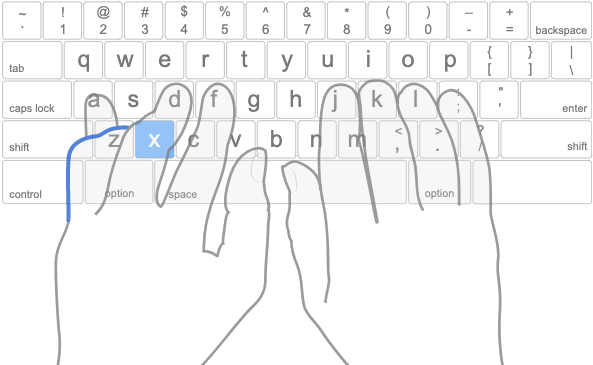 ~ ! @ # $ % ^ & * ( ) – +
` 1 2 3 4 5 6 7 8 9 0 - = backspace
tab q w e r t y u i o p { [ } ] | \
caps lock a s d f g h j k l : ; " ' enter
shift z x c v b n m < , > . ? / shift
control option space option